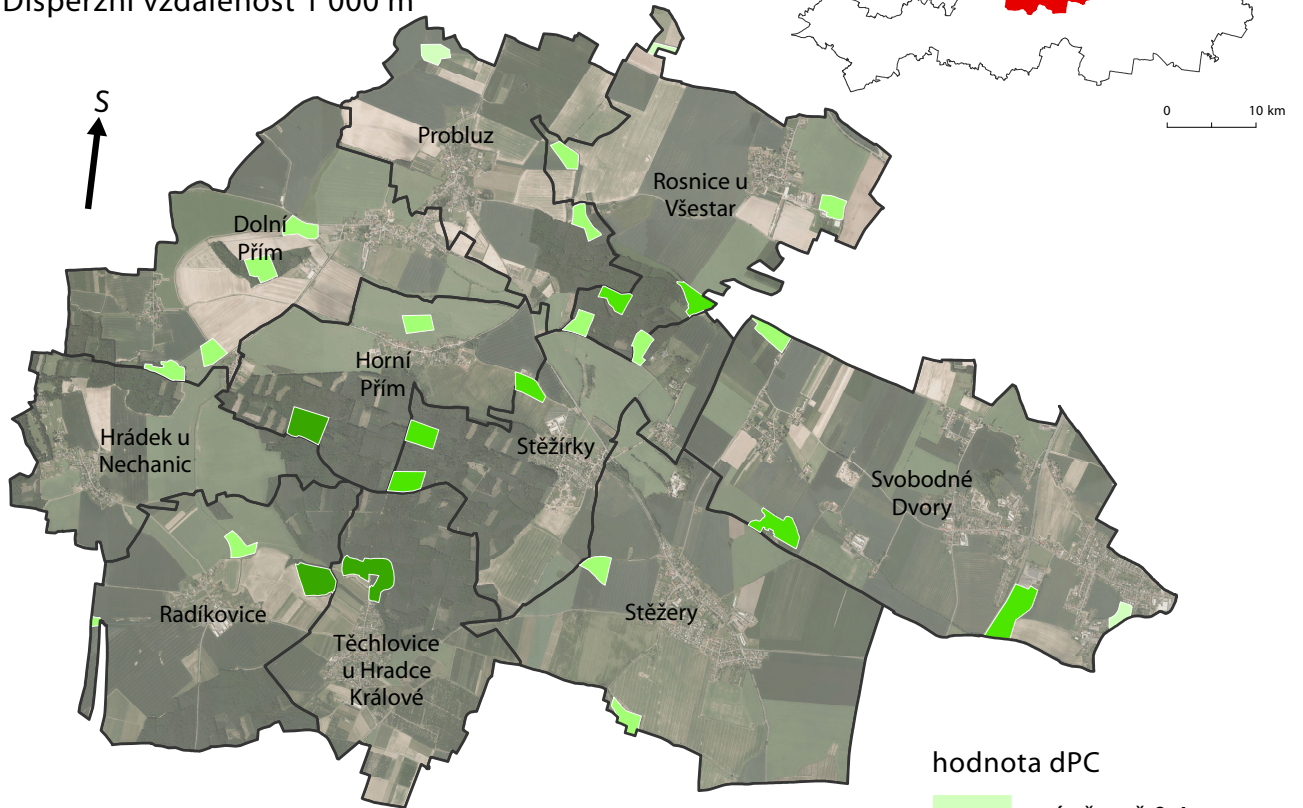 Disperzní vzdálenost 1 000 m
S
0 10 km
Probluz
Rosnice u
Všestar
Dolní
Přím
Horní
Přím
Hrádek u
Nechanic
Stěžírky
Svobodné
Dvory
Radíkovice
Stěžery
Těchlovice
u Hradce
Králové
hodnota dPC